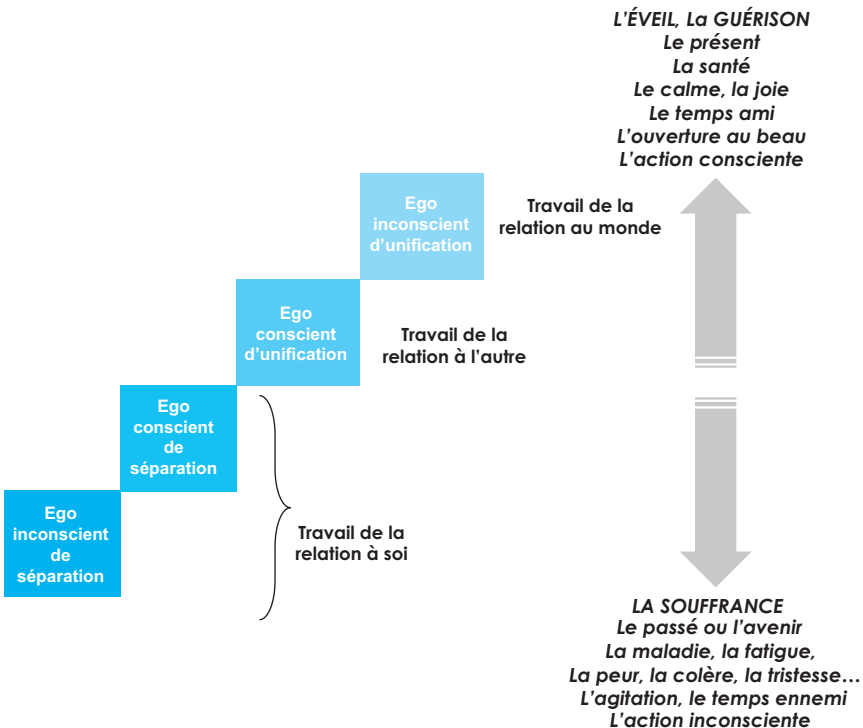 L'ÉVEIL, La GUÉRISON
Le présent
La santé
Le calme, la joie
Le temps ami
L'ouverture au beau
L'action consciente
Ego
inconscient
d'unification
Travail de la
relation au monde
Ego
conscient
d'unification
Travail de la
relation à l'autre
Ego
conscient
de
séparation
Ego
inconscient
de
séparation
Travail de la
relation à soi
LA SOUFFRANCE
Le passé ou l'avenir
La maladie, la fatigue,
La peur, la colère, la tristesse…
L'agitation, le temps ennemi
L'action inconsciente